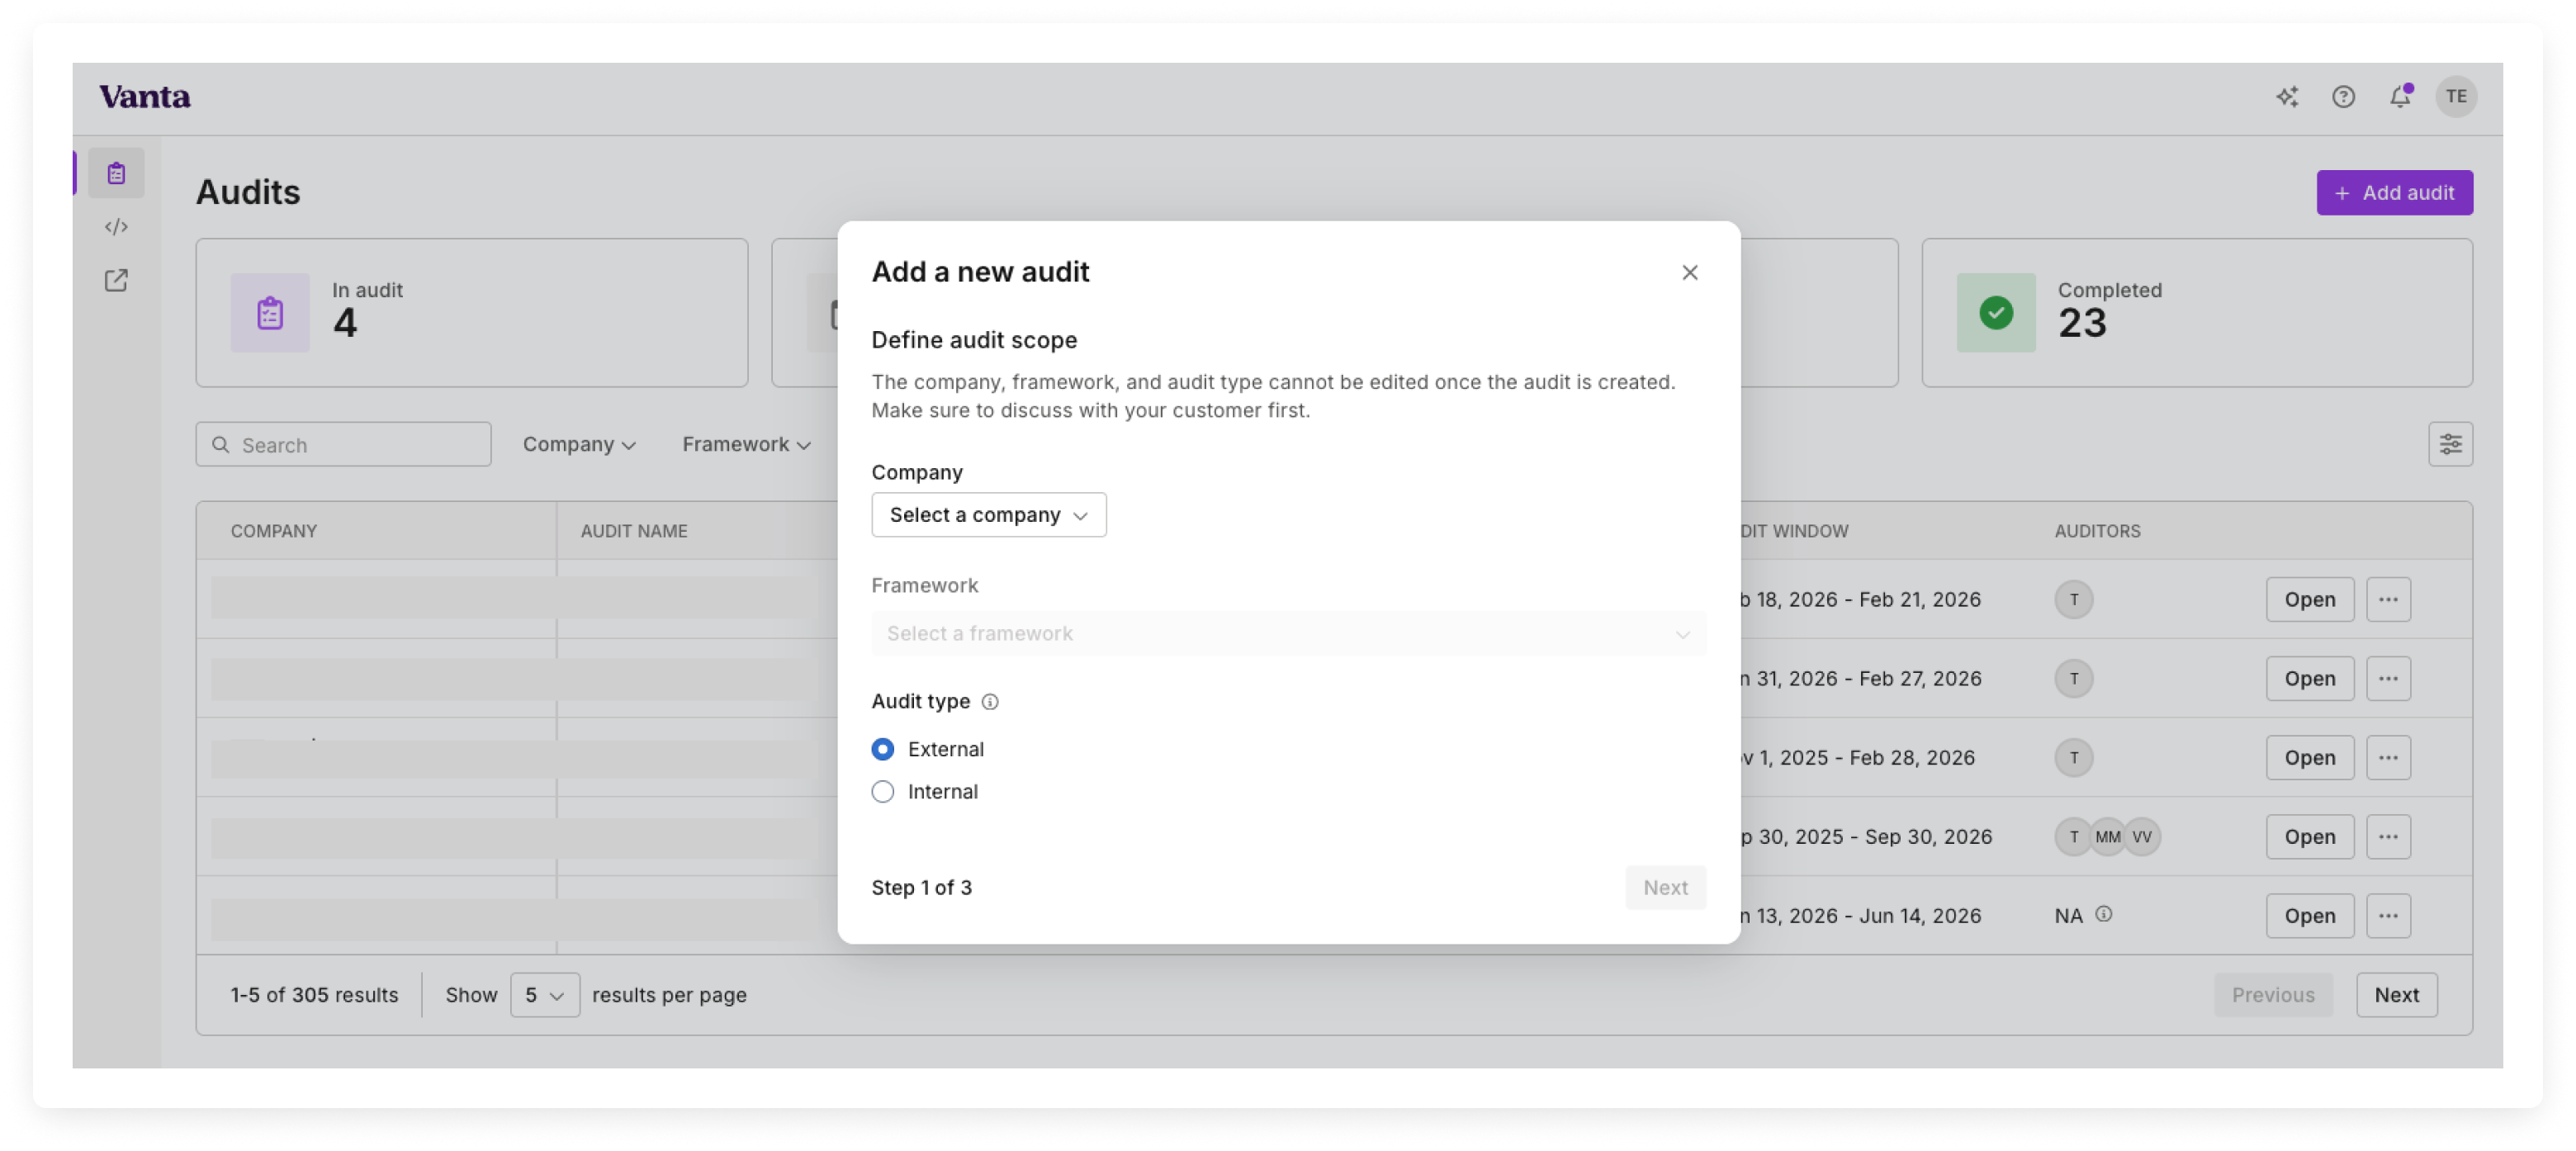 Vanta
TE
Audits
+ Add audit
In audit
4
Completed
23
Search
Company
Framework
COMPANY
AUDIT NAME
DIT WINDOW
AUDITORS
b 18, 2026 - Feb 21, 2026
T
Open
n 31, 2026 - Feb 27, 2026
T
Open
v 1, 2025 - Feb 28, 2026
T
Open
p 30, 2025 - Sep 30, 2026
T MM VV
Open
n 13, 2026 - Jun 14, 2026
NA
Open
1-5 of 305 results
Show 5 results per page
Previous
Next
Add a new audit
Define audit scope
The company, framework, and audit type cannot be edited once the audit is created.
Make sure to discuss with your customer first.
Company
Select a company
Framework
Select a framework
Audit type
External
Internal
Step 1 of 3
Next